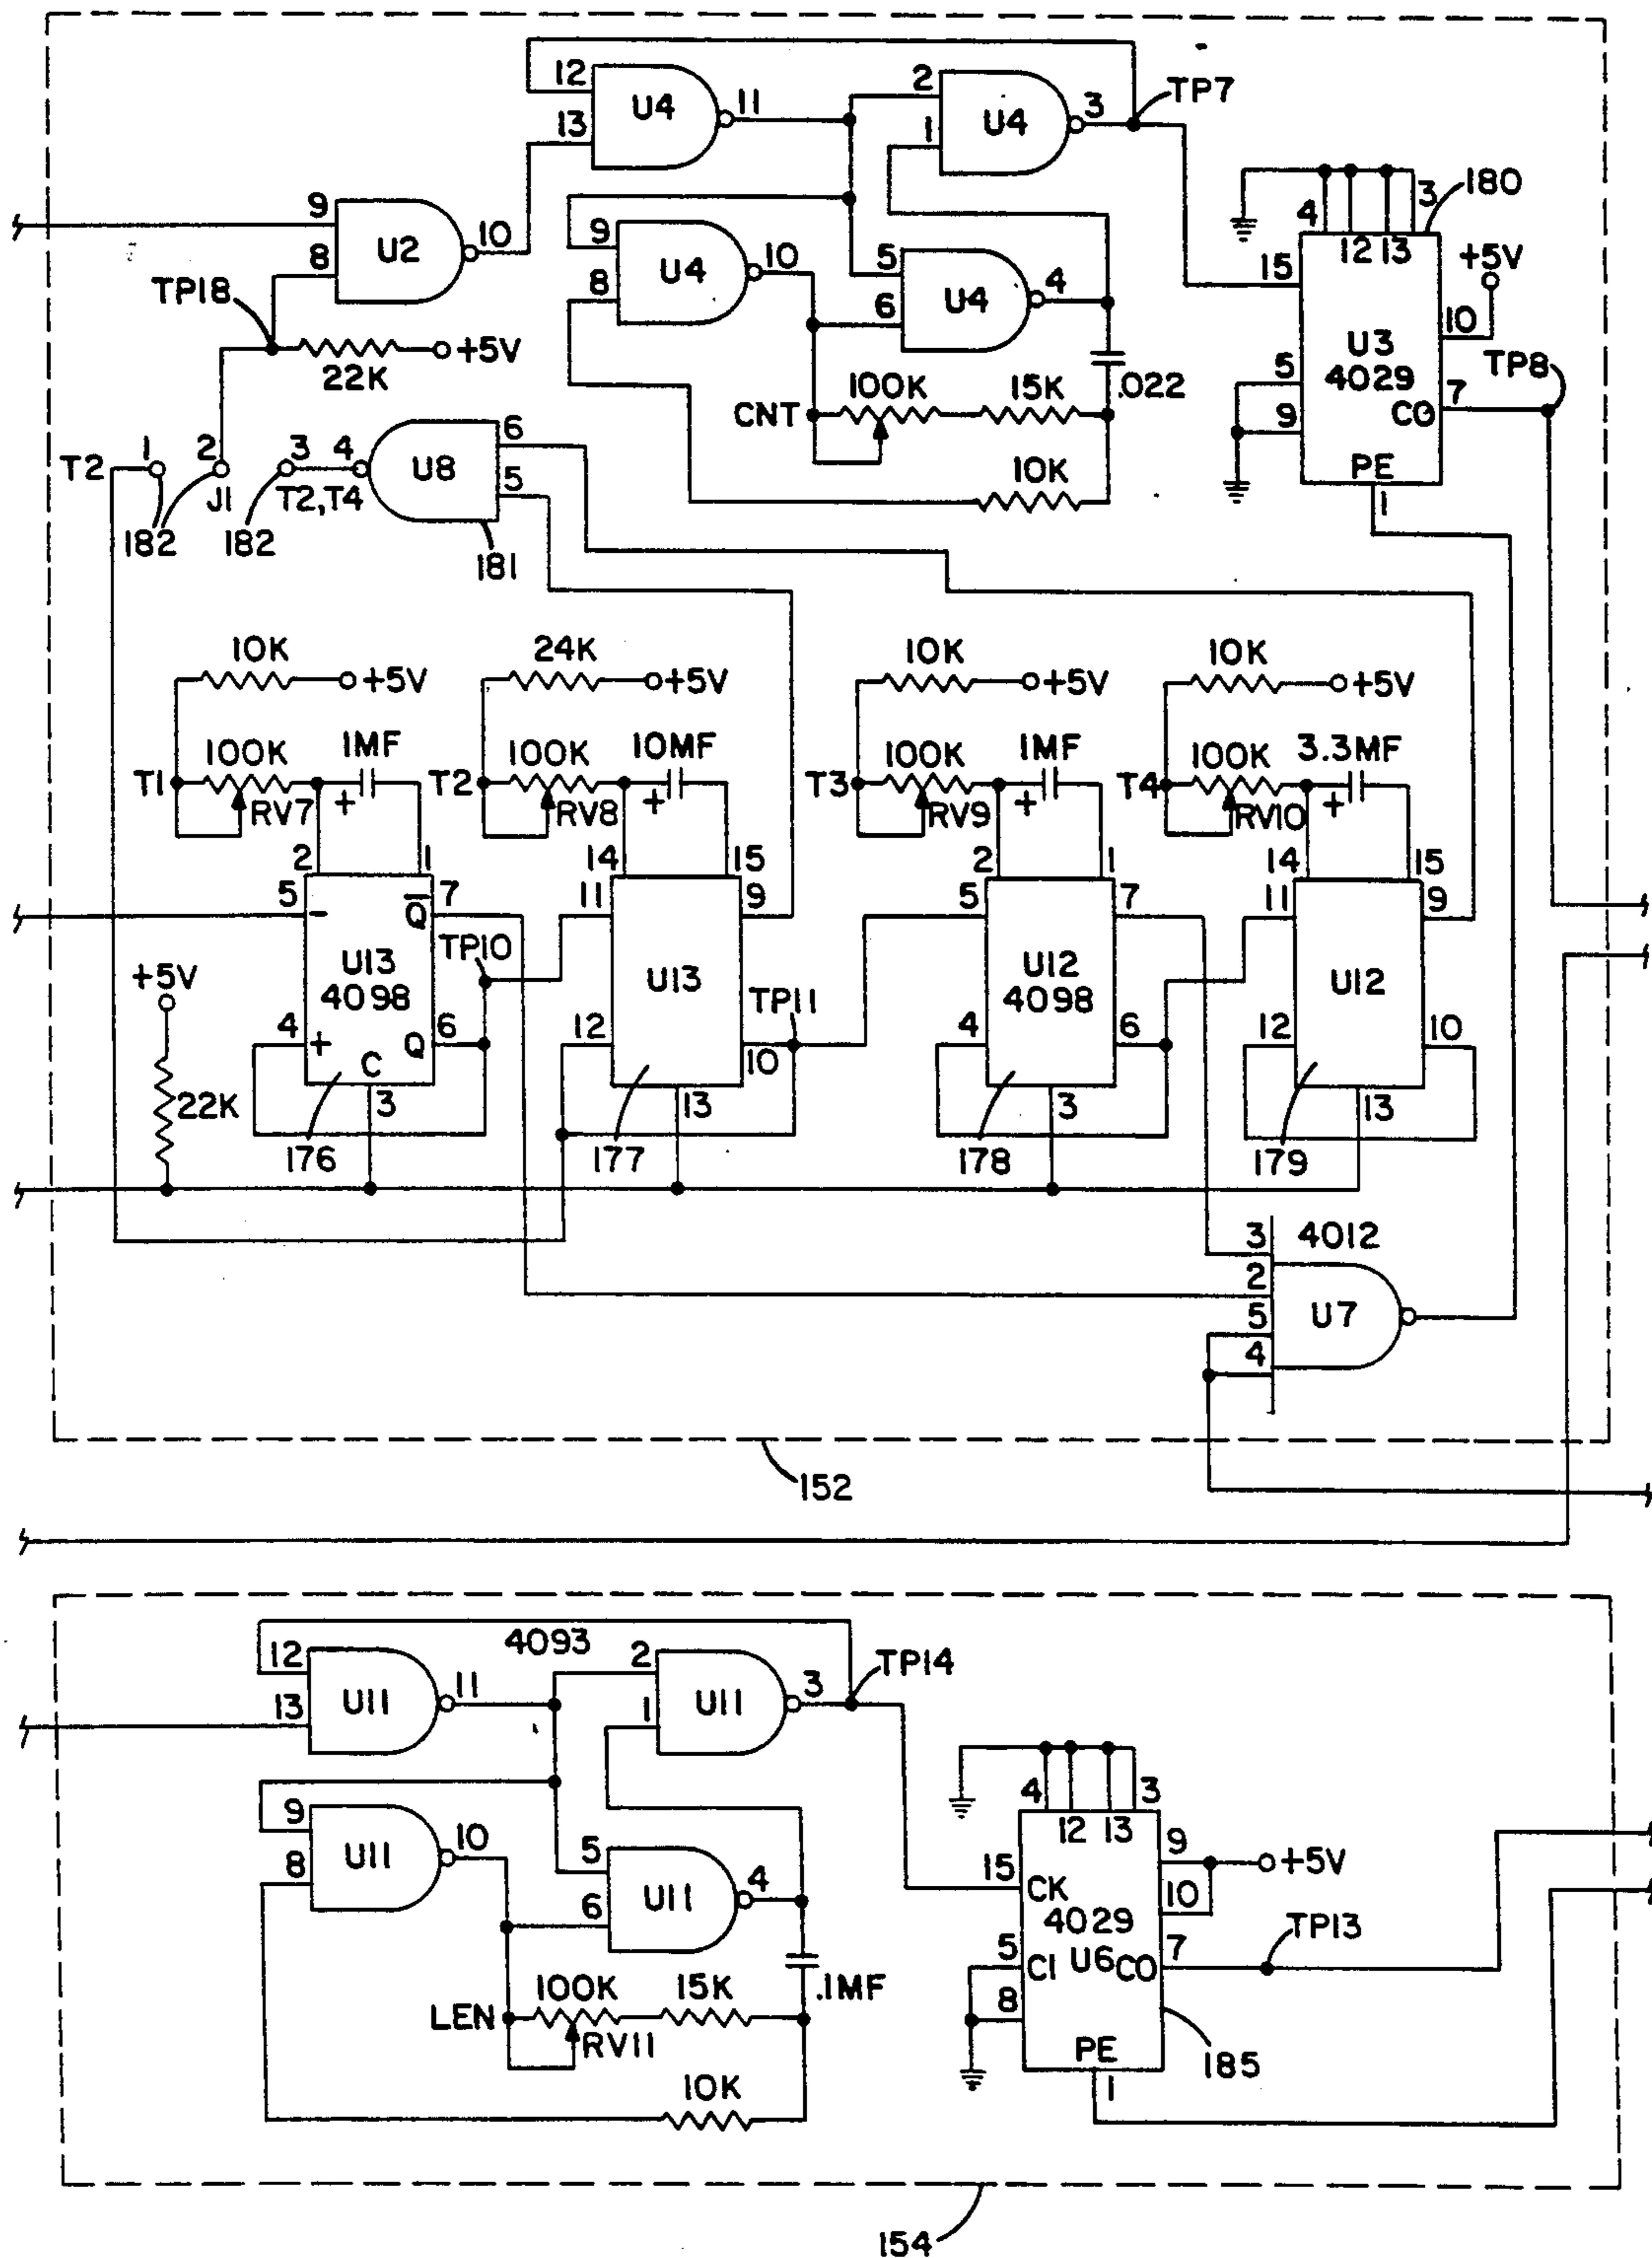 12
U4
11
13
2
U4
3
TP7
1
3
180
4
12
13
+5V
9
U2
10
8
TP18
9
U4
10
8
5
U4
4
6
15
U3
4029
10
5
7
TP8
9
CO
PE
1
+5V
22K
.022
100K
15K
CNT
10K
T2
1
2
3
4
U8
6
5
J1
T2,T4
182
182
181
10K
+5V
24K
+5V
10K
+5V
10K
+5V
T1
100K
1MF
T2
100K
10MF
T3
100K
1MF
T4
100K
3.3MF
RV7
+
RV8
+
RV9
+
RV10
+
2
1
14
15
2
1
14
15
5
-
Q
7
11
9
5
7
11
9
+5V
U13
4098
TP10
U13
TP11
U12
4098
U12
4
+
Q
6
12
10
4
6
12
10
C
3
13
3
13
22K
176
177
178
179
3
4012
2
U7
5
4
152
12
4093
U11
11
13
2
U11
3
TP14
1
9
U11
10
8
5
U11
4
6
4
12
13
3
15
CK
9
+5V
10
4029
U6
5
CI
CO
7
TP13
8
PE
1
185
.1MF
100K
15K
LEN
RV11
10K
154